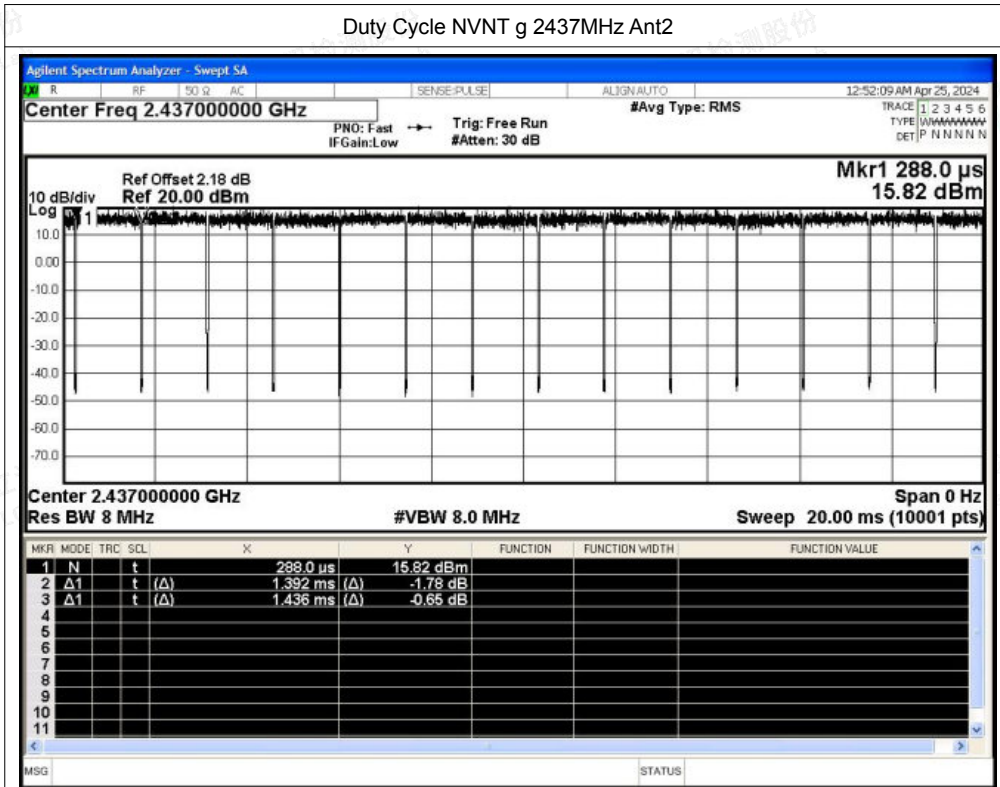 Duty Cycle NVNT g 2437MHz Ant2
Agilent Spectrum Analyzer - Swept SA
R RF 50 Ω AC SENSE:PULSE ALIGN AUTO 12:52:09 AM Apr 25, 2024
Center Freq 2.437000000 GHz #Avg Type: RMS TRACE 1 2 3 4 5 6
PNO: Fast Trig: Free Run TYPE
IFGain:Low #Atten: 30 dB DET P N N N N N
Mkr1 288.0 µs
Ref Offset 2.18 dB
10 dB/div Ref 20.00 dBm 15.82 dBm
Log 1
10.0
0.00
-10.0
-20.0
-30.0
-40.0
-50.0
-60.0
-70.0
Center 2.437000000 GHz Span 0 Hz
Res BW 8 MHz #VBW 8.0 MHz Sweep 20.00 ms (10001 pts)
MKR MODE TRC SCL X Y FUNCTION FUNCTION WIDTH FUNCTION VALUE
1 N t 288.0 µs 15.82 dBm
2 Δ1 t (Δ) 1.392 ms (Δ) -1.78 dB
3 Δ1 t (Δ) 1.436 ms (Δ) -0.65 dB
4
5
6
7
8
9
10
11
MSG STATUS